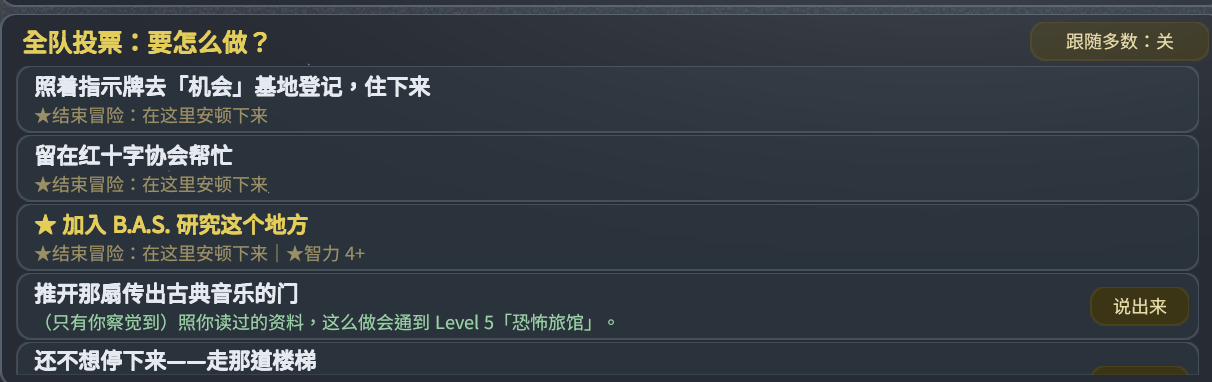 全队投票：要怎么做？
跟随多数：关
照着指示牌去「机会」基地登记，住下来
★结束冒险：在这里安顿下来
留在红十字协会帮忙
★结束冒险：在这里安顿下来
★ 加入 B.A.S. 研究这个地方
★结束冒险：在这里安顿下来｜★智力 4+
推开那扇传出古典音乐的门
（只有你察觉到）照你读过的资料，这么做会通到 Level 5「恐怖旅馆」。
说出来
还不想停下来——走那道楼梯